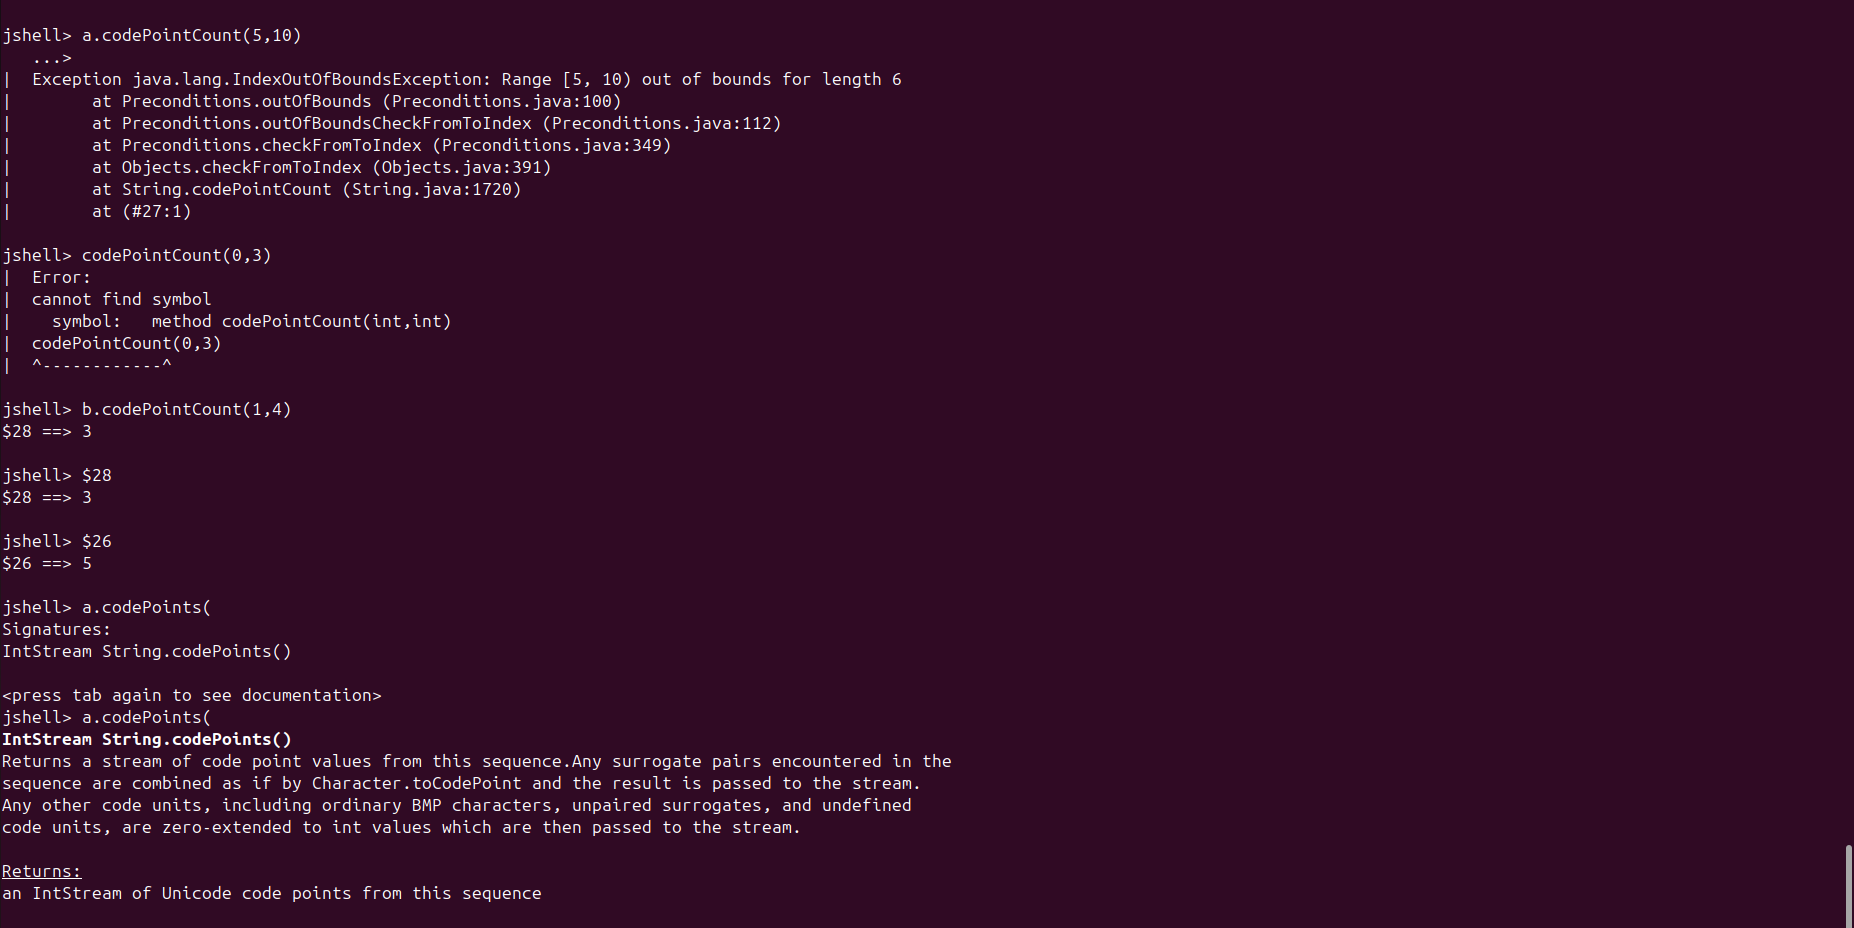 jshell> a.codePointCount(5,10)
   ...>
|  Exception java.lang.IndexOutOfBoundsException: Range [5, 10) out of bounds for length 6
|        at Preconditions.outOfBounds (Preconditions.java:100)
|        at Preconditions.outOfBoundsCheckFromToIndex (Preconditions.java:112)
|        at Preconditions.checkFromToIndex (Preconditions.java:349)
|        at Objects.checkFromToIndex (Objects.java:391)
|        at String.codePointCount (String.java:1720)
|        at (#27:1)

jshell> codePointCount(0,3)
|  Error:
|  cannot find symbol
|    symbol:   method codePointCount(int,int)
|  codePointCount(0,3)
|  ^------------^

jshell> b.codePointCount(1,4)
$28 ==> 3

jshell> $28
$28 ==> 3

jshell> $26
$26 ==> 5

jshell> a.codePoints(
Signatures:
IntStream String.codePoints()

<press tab again to see documentation>
jshell> a.codePoints(
IntStream String.codePoints()
Returns a stream of code point values from this sequence.Any surrogate pairs encountered in the
sequence are combined as if by Character.toCodePoint and the result is passed to the stream.
Any other code units, including ordinary BMP characters, unpaired surrogates, and undefined
code units, are zero-extended to int values which are then passed to the stream.

Returns:
an IntStream of Unicode code points from this sequence